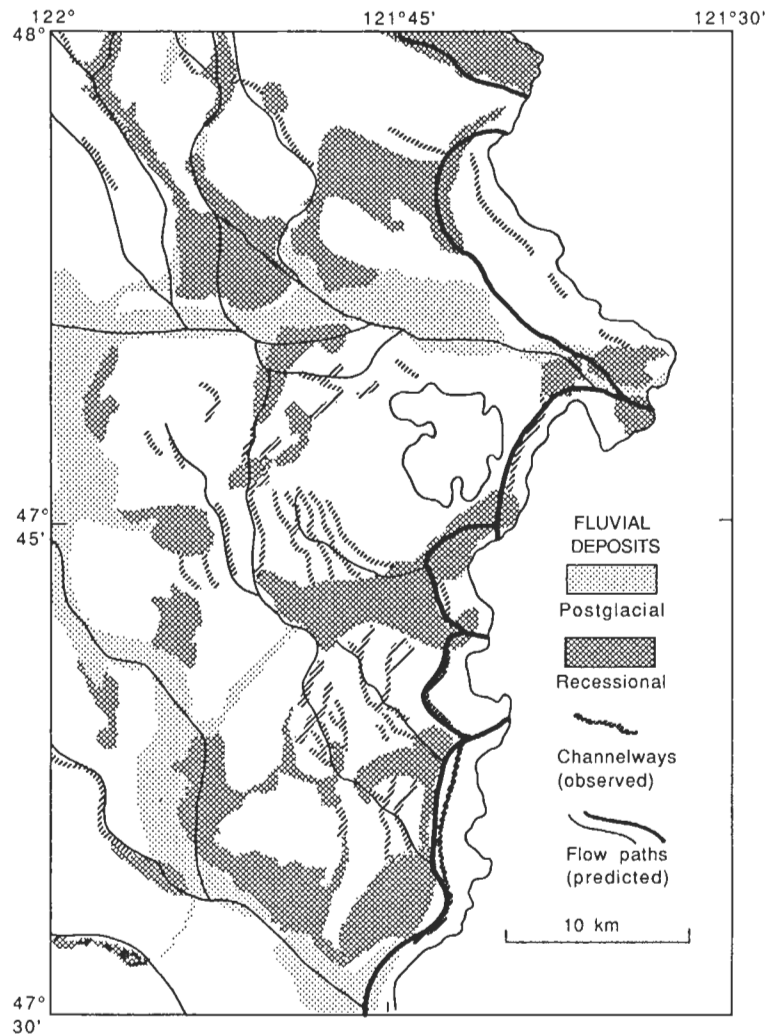 122°
121°45'
121°30'
48°
47°
45'
47°
30'
FLUVIAL
DEPOSITS
Postglacial
Recessional
Channelways
(observed)
Flow paths
(predicted)
10 km